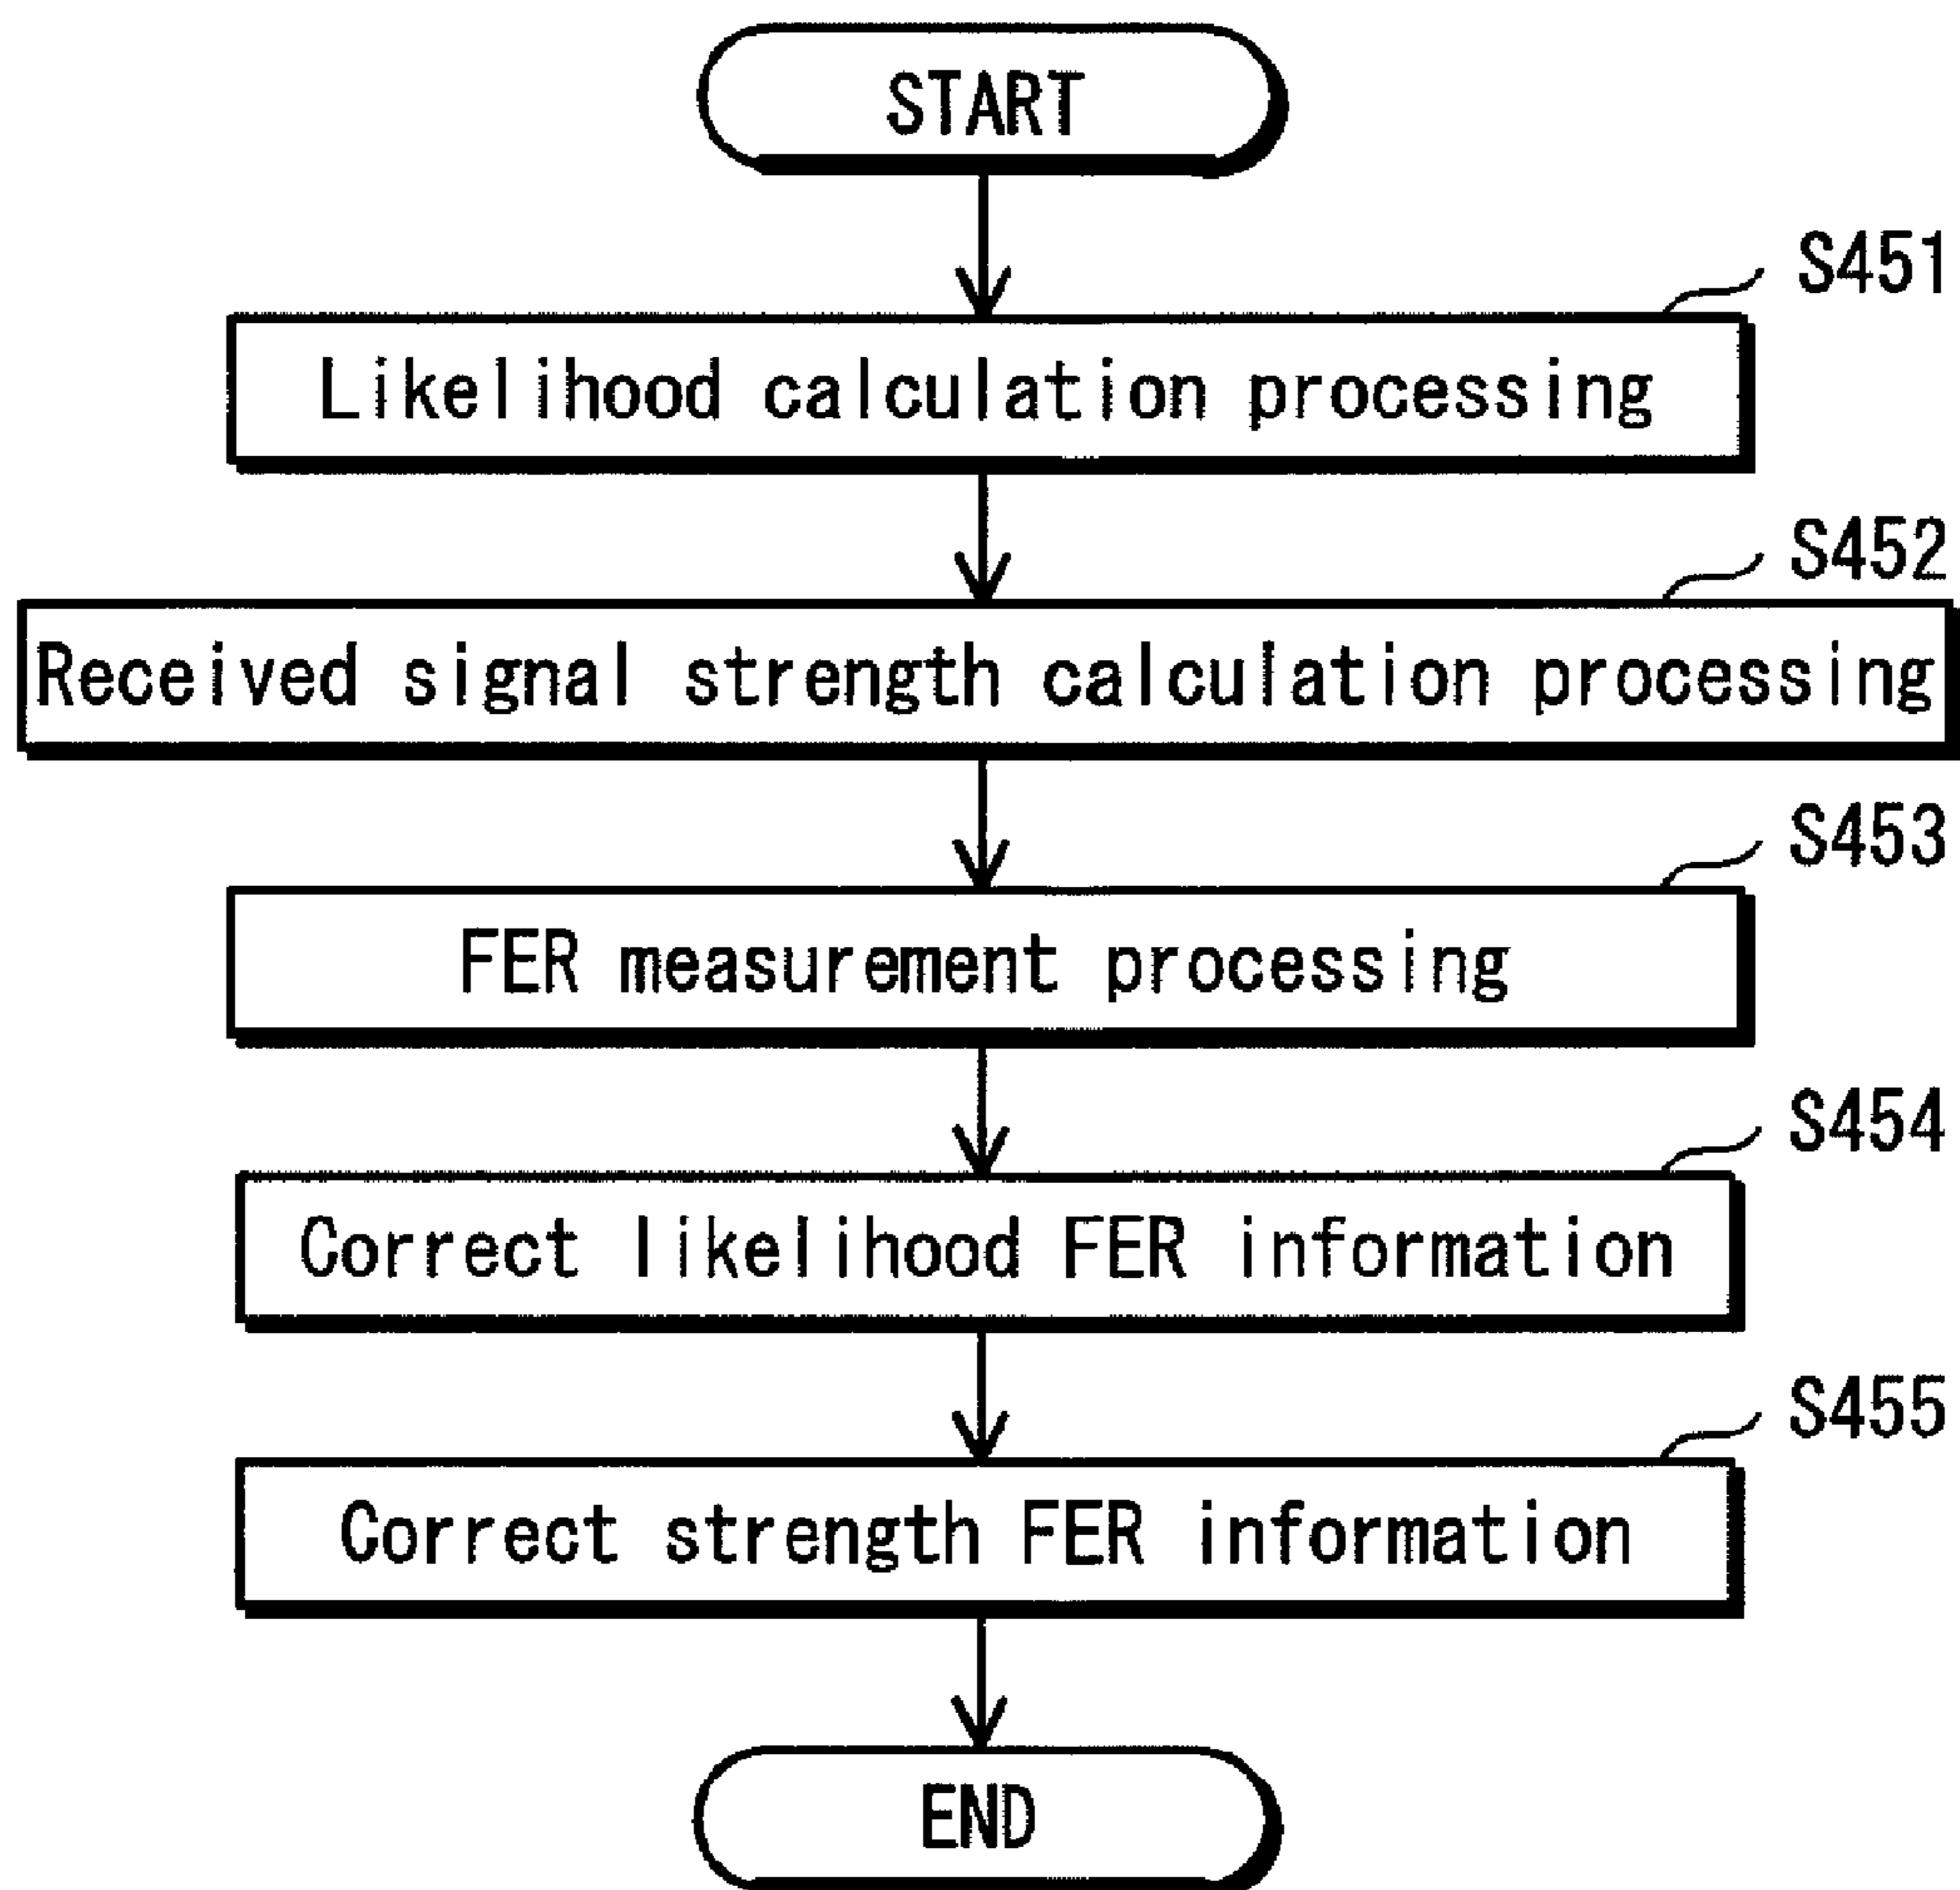 START
S451
Likelihood calculation processing
S452
Received signal strength calculation processing
S453
FER measurement processing
S454
Correct likelihood FER information
S455
Correct strength FER information
END